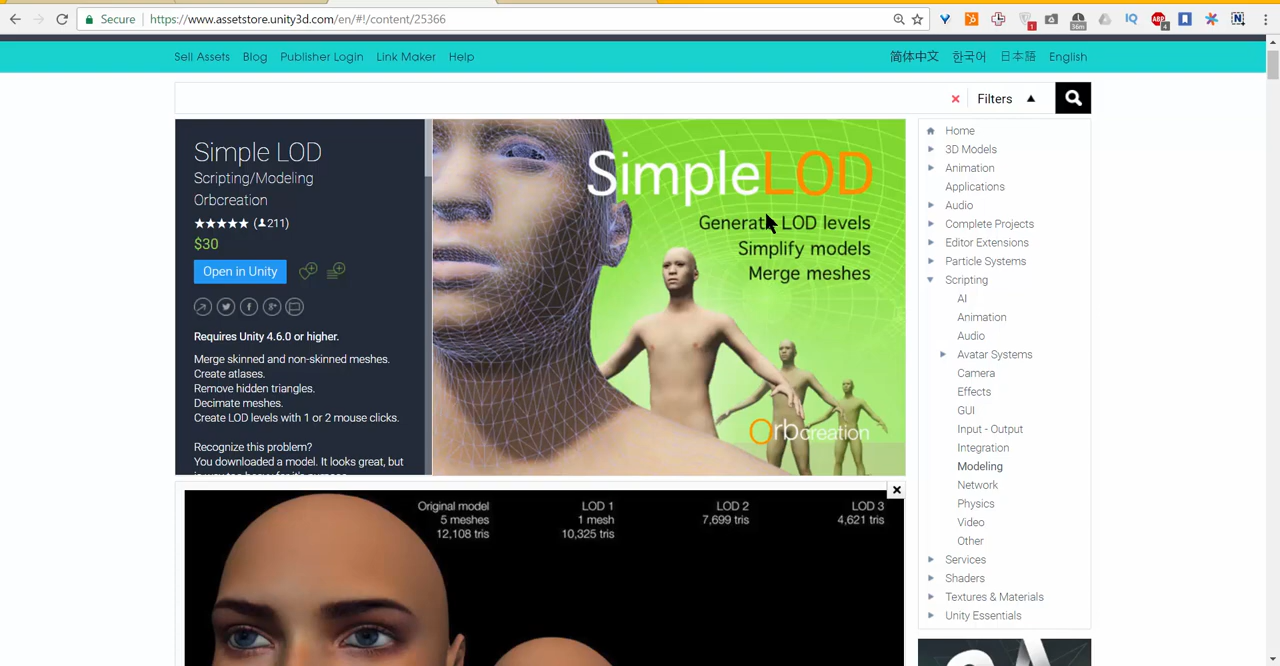 Secure https://www.assetstore.unity3d.com/en/#!/content/25366
1
36m
IQ
ABP
4
N
Sell Assets Blog Publisher Login Link Maker Help 简体中文 한국어 日本語 English
× Filters ▲
Simple LOD
Scripting/Modeling
Orbcreation
★★★★★ (211)
$30
Open in Unity
Requires Unity 4.6.0 or higher.
Merge skinned and non-skinned meshes.
Create atlases.
Remove hidden triangles.
Decimate meshes.
Create LOD levels with 1 or 2 mouse clicks.
Recognize this problem?
You downloaded a model. It looks great, but
SimpleLOD
Generate LOD levels
Simplify models
Merge meshes
Orbcreation
Home
3D Models
Animation
Applications
Audio
Complete Projects
Editor Extensions
Particle Systems
Scripting
AI
Animation
Audio
Avatar Systems
Camera
Effects
GUI
Input - Output
Integration
Modeling
Network
Physics
Video
Other
Services
Shaders
Textures & Materials
Unity Essentials
Original model LOD 1 LOD 2 LOD 3
5 meshes 1 mesh 7,699 tris 4,621 tris
12,108 tris 10,325 tris